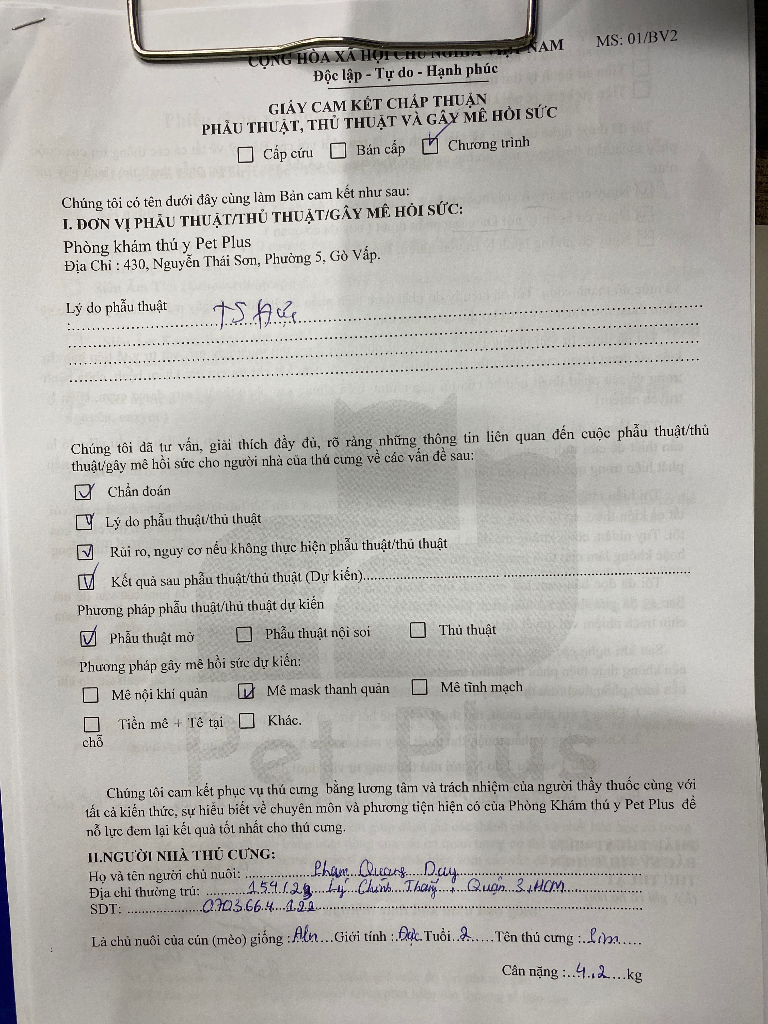 CỘNG HÒA XÃ HỘI CHỦ NGHĨA VIỆT NAM
MS: 01/BV2
Độc lập - Tự do - Hạnh phúc
GIẤY CAM KẾT CHẤP THUẬN
PHẪU THUẬT, THỦ THUẬT VÀ GÂY MÊ HỒI SỨC
☐ Cấp cứu ☐ Bán cấp ☑ Chương trình
Chúng tôi có tên dưới đây cùng làm Bản cam kết như sau:
I. ĐƠN VỊ PHẪU THUẬT/THỦ THUẬT/GÂY MÊ HỒI SỨC:
Phòng khám thú y Pet Plus
Địa Chỉ : 430, Nguyễn Thái Sơn, Phường 5, Gò Vấp.
Lý do phẫu thuật
: TS đực
Chúng tôi đã tư vấn, giải thích đầy đủ, rõ ràng những thông tin liên quan đến cuộc phẫu thuật/thủ
thuật/gây mê hồi sức cho người nhà của thú cưng về các vấn đề sau:
☑ Chẩn đoán
☑ Lý do phẫu thuật/thủ thuật
☑ Rủi ro, nguy cơ nếu không thực hiện phẫu thuật/thủ thuật
☑ Kết quả sau phẫu thuật/thủ thuật (Dự kiến)...
Phương pháp phẫu thuật/thủ thuật dự kiến
☑ Phẫu thuật mở ☐ Phẫu thuật nội soi ☐ Thủ thuật
Phương pháp gây mê hồi sức dự kiến:
☐ Mê nội khí quản ☑ Mê mask thanh quản ☐ Mê tĩnh mạch
☐ Tiền mê + Tê tại ☐ Khác.
chỗ
Pet Plus
Chúng tôi cam kết phục vụ thú cưng bằng lương tâm và trách nhiệm của người thầy thuốc cùng với
tất cả kiến thức, sự hiểu biết về chuyên môn và phương tiện hiện có của Phòng Khám thú y Pet Plus để
nỗ lực đem lại kết quả tốt nhất cho thú cưng.
II.NGƯỜI NHÀ THÚ CƯNG:
Họ và tên người chủ nuôi: Phạm Quang Duy
Địa chỉ thường trú: Lý Chính Thắng, Quận 3, HCM
SDT: 0703664 122
Là chủ nuôi của cún (mèo) giống : Aln Giới tính : Đực Tuổi 2 Tên thú cưng :
Cân nặng : 4,2 kg